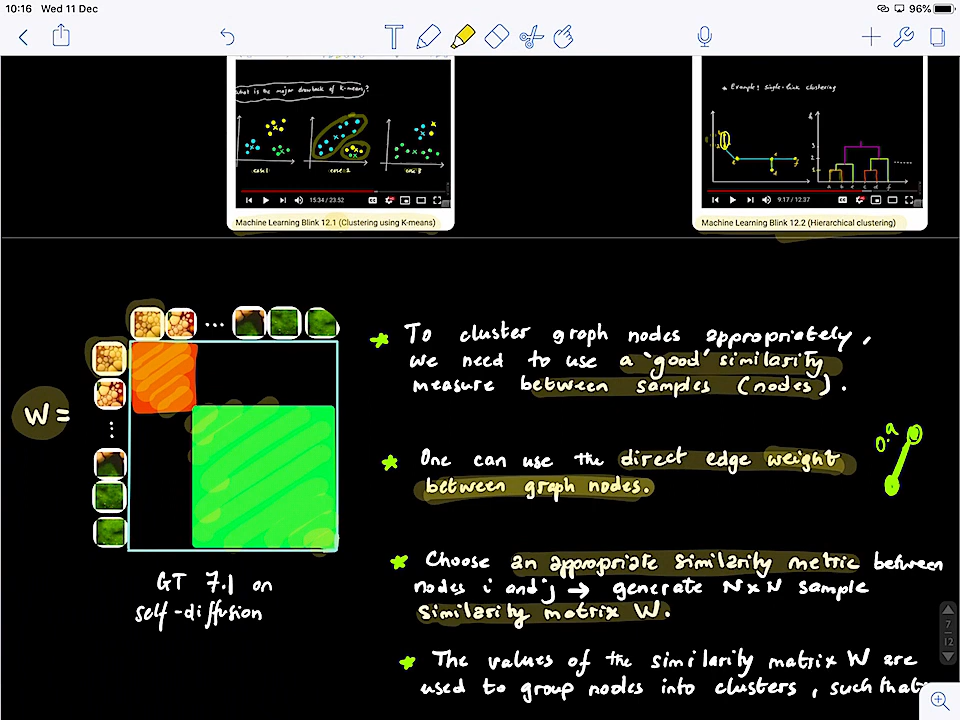 10:16 Wed 11 Dec
96%
what is the major drawback of K-means?
case 1
case 2
case 3
15:34 / 23:52
Machine Learning Blink 12.1 (Clustering using K-means)
* Example: Single-link clustering
9:17 / 12:37
Machine Learning Blink 12.2 (Hierarchical clustering)
...
W =
GT 7.1 on
self-diffusion
To cluster graph nodes appropriately,
we need to use a 'good' similarity
measure between samples (nodes).
One can use the direct edge weight
between graph nodes.
0.9
Choose an appropriate similarity metric between
nodes i and j → generate N x N sample
similarity matrix W.
The values of the similarity matrix W are
used to group nodes into clusters, such that
7
12